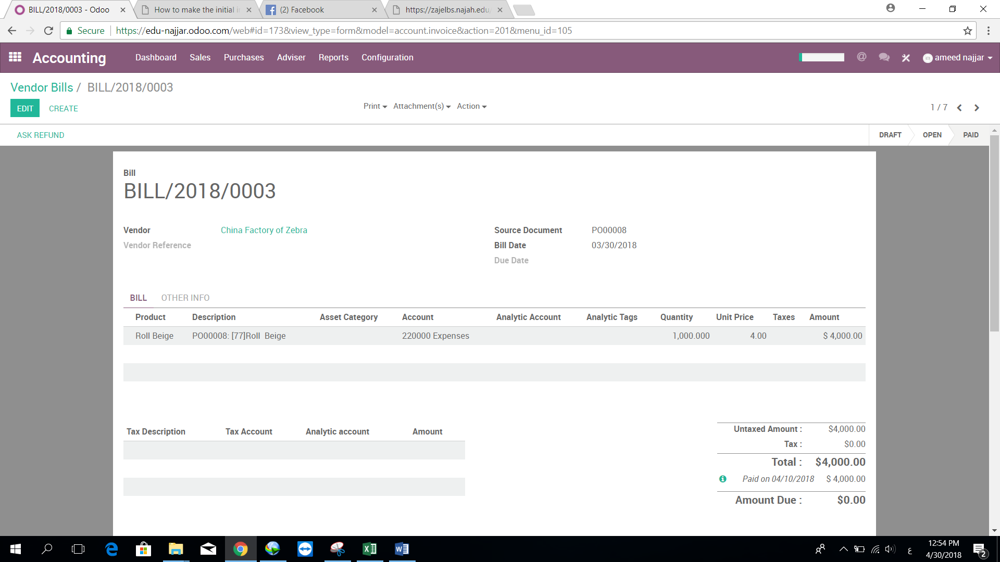 BILL/2018/0003 - Odoo
How to make the initial i
(2) Facebook
https://zajelbs.najah.edu
Secure
https://edu-najjar.odoo.com/web#id=173&view_type=form&model=account.invoice&action=201&menu_id=105
Accounting Dashboard Sales Purchases Adviser Reports Configuration ameed najjar
Vendor Bills / BILL/2018/0003
EDIT CREATE Print Attachment(s) Action 1 / 7
ASK REFUND DRAFT OPEN PAID
Bill
BILL/2018/0003
Vendor China Factory of Zebra Source Document PO00008
Vendor Reference Bill Date 03/30/2018
Due Date
BILL OTHER INFO
Product Description Asset Category Account Analytic Account Analytic Tags Quantity Unit Price Taxes Amount
Roll Beige PO00008: [77]Roll Beige 220000 Expenses 1,000.000 4.00 $ 4,000.00
Tax Description Tax Account Analytic account Amount
Untaxed Amount : $4,000.00
Tax : $0.00
Total : $4,000.00
Paid on 04/10/2018 $ 4,000.00
Amount Due : $0.00
ع
12:54 PM
4/30/2018
2